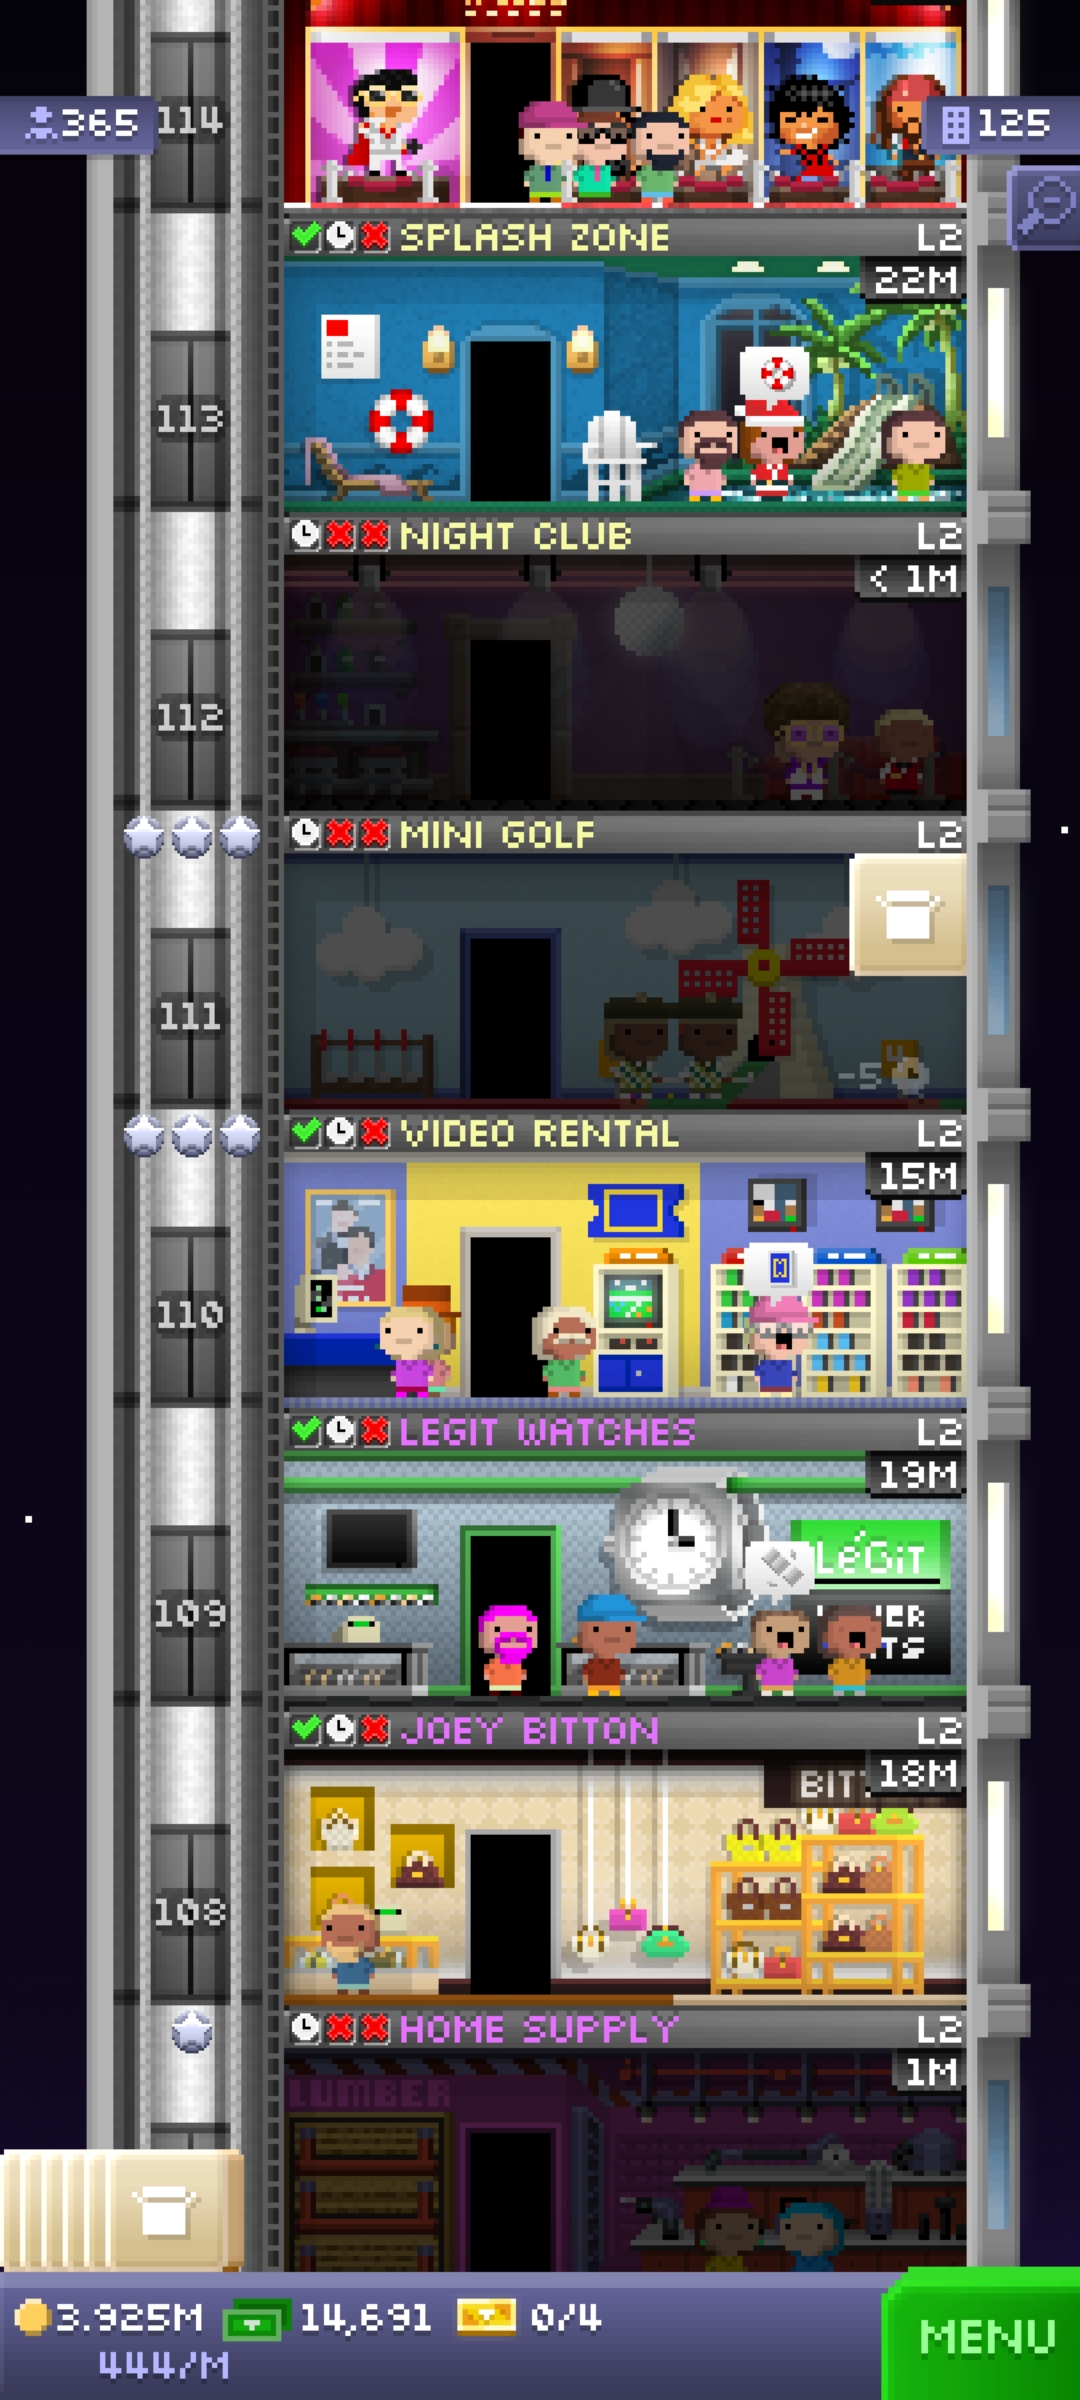 365
114
125
SPLASH ZONE L2
22M
113
NIGHT CLUB L2
< 1M
112
MINI GOLF L2
111
-5
VIDEO RENTAL L2
15M
110
LEGIT WATCHES L2
19M
LéGiT
109
JOEY BITTON L2
18M
108
HOME SUPPLY L2
1M
LUMBER
3.925M 14,691 0/4
444/M
MENU